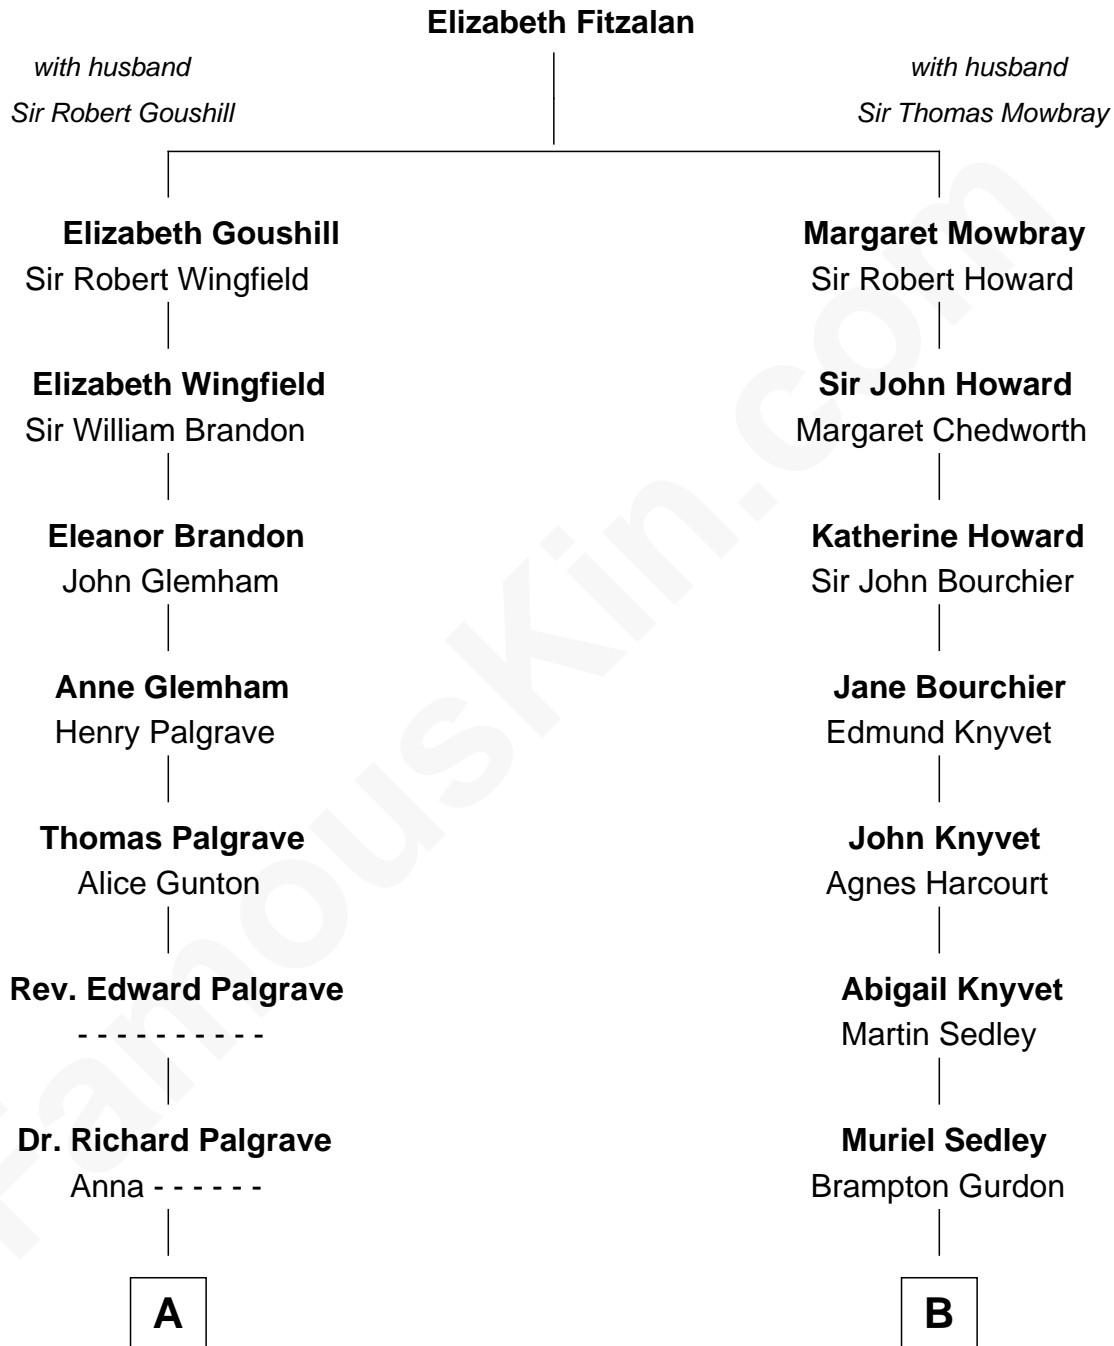 Elizabeth Fitzalan
with husband
Sir Robert Goushill
with husband
Sir Thomas Mowbray
Elizabeth Goushill
Sir Robert Wingfield
Margaret Mowbray
Sir Robert Howard
Elizabeth Wingfield
Sir William Brandon
Sir John Howard
Margaret Chedworth
Eleanor Brandon
John Glemham
Katherine Howard
Sir John Bourchier
Anne Glemham
Henry Palgrave
Jane Bourchier
Edmund Knyvet
Thomas Palgrave
Alice Gunton
John Knyvet
Agnes Harcourt
Rev. Edward Palgrave
- - - - - - - - - -
Abigail Knyvet
Martin Sedley
Dr. Richard Palgrave
Anna - - - - - -
Muriel Sedley
Brampton Gurdon
A
B
FamousKin.com